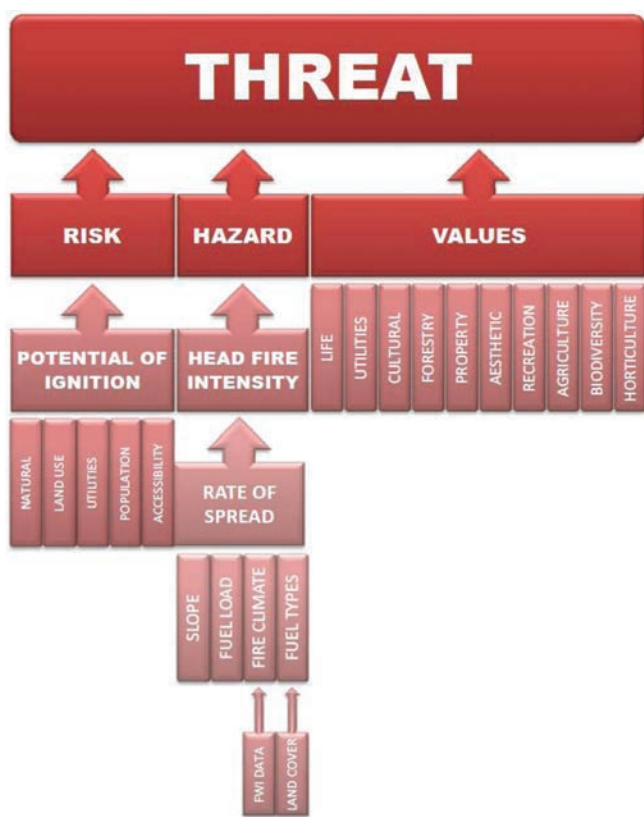 THREAT
RISK
HAZARD
VALUES
LIFE
UTILITIES
CULTURAL
FORESTRY
PROPERTY
AESTHETIC
RECREATION
AGRICULTURE
BIODIVERSITY
HORTICULTURE
POTENTIAL OF
IGNITION
HEAD FIRE
INTENSITY
NATURAL
LAND USE
UTILITIES
POPULATION
ACCESSIBILITY
RATE OF
SPREAD
SLOPE
FUEL LOAD
FIRE CLIMATE
FUEL TYPES
FWI DATA
LAND COVER